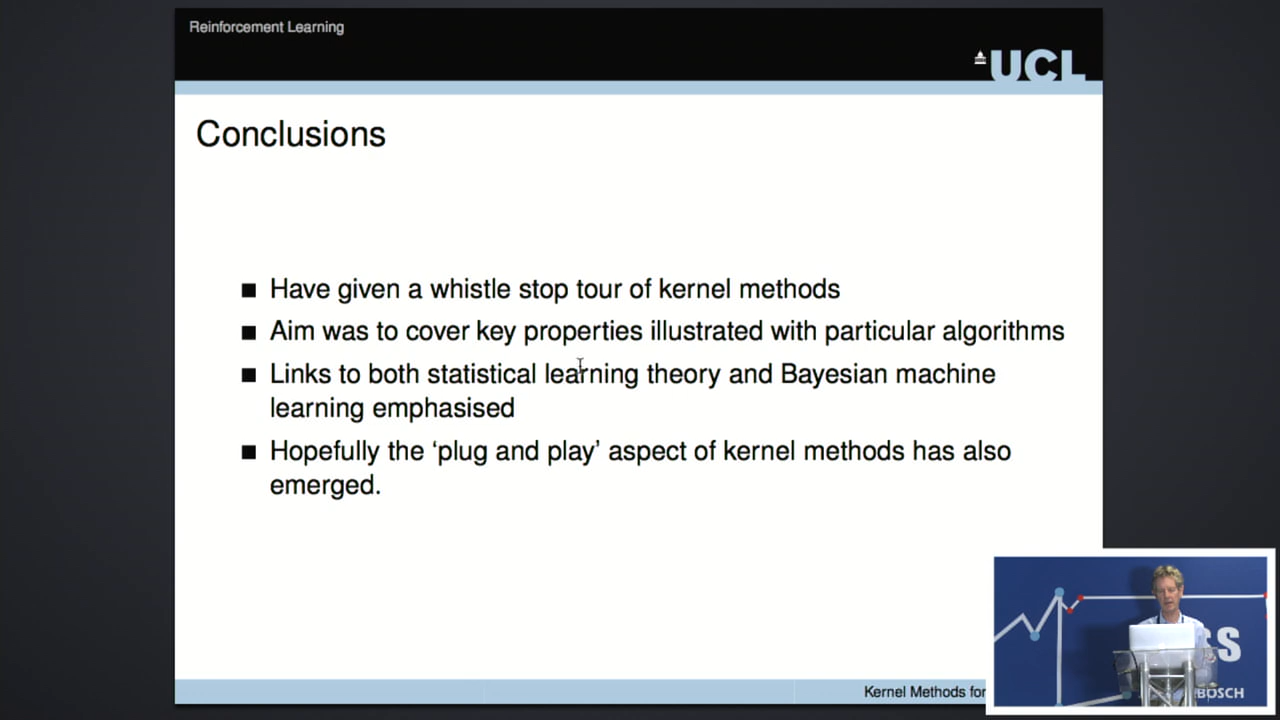 Reinforcement Learning
UCL
Conclusions
Have given a whistle stop tour of kernel methods
Aim was to cover key properties illustrated with particular algorithms
Links to both statistical learning theory and Bayesian machine
learning emphasised
Hopefully the ‘plug and play’ aspect of kernel methods has also
emerged.
Kernel Methods for
BOSCH